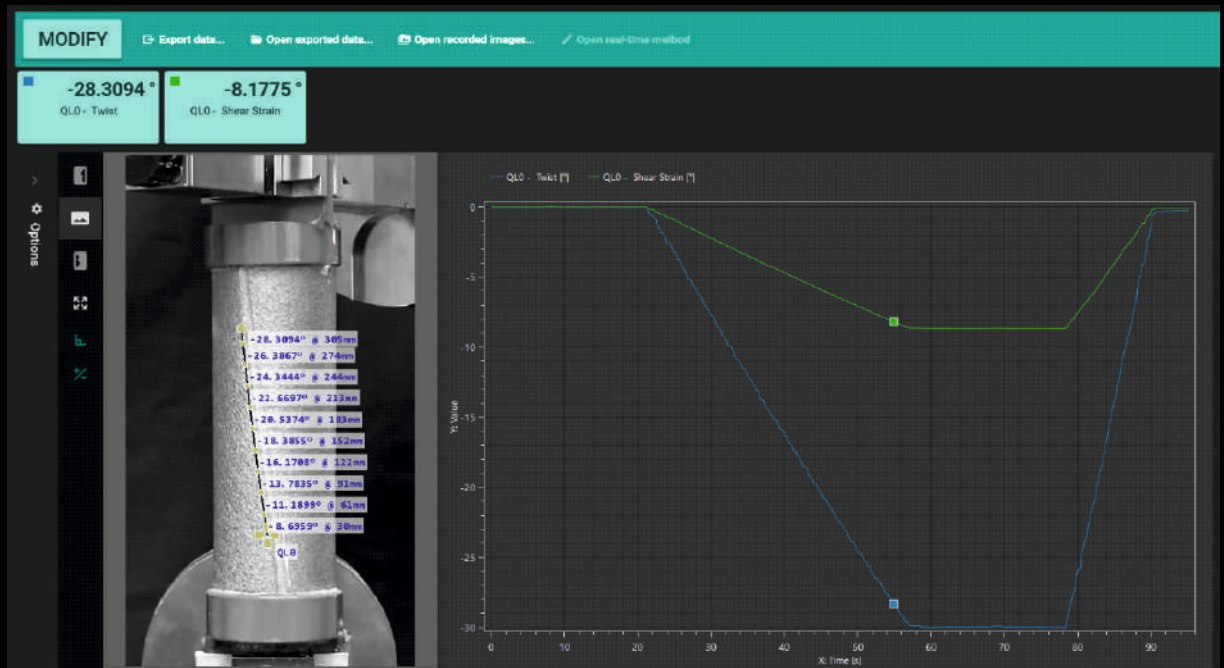 MODIFY
Export data...
Open exported data...
Open recorded images...
Open real-time method
-28.3094 °
QL0 - Twist
-8.1775 °
QL0 - Shear Strain
Options
-28.3094° @ 305mm
-26.3867° @ 274mm
-24.3444° @ 244mm
-22.6697° @ 213mm
-20.5374° @ 183mm
-18.3855° @ 152mm
-16.1708° @ 122mm
-13.7835° @ 91mm
-11.1899° @ 61mm
-8.6959° @ 30mm
QL0
QL0 - Twist [°]
QL0 - Shear Strain [°]
0
-5
-10
-15
-20
-25
-30
Y: Value
0 10 20 30 40 50 60 70 80 90
X: Time [s]